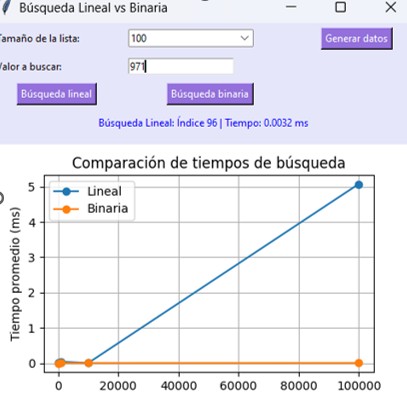 Búsqueda Lineal vs Binaria
Tamaño de la lista: 100 Generar datos
Valor a buscar: 971
Búsqueda lineal Búsqueda binaria
Búsqueda Lineal: Índice 96 | Tiempo: 0.0032 ms
Comparación de tiempos de búsqueda
Lineal
Binaria
Tiempo promedio (ms)
5
4
3
2
1
0
0 20000 40000 60000 80000 100000